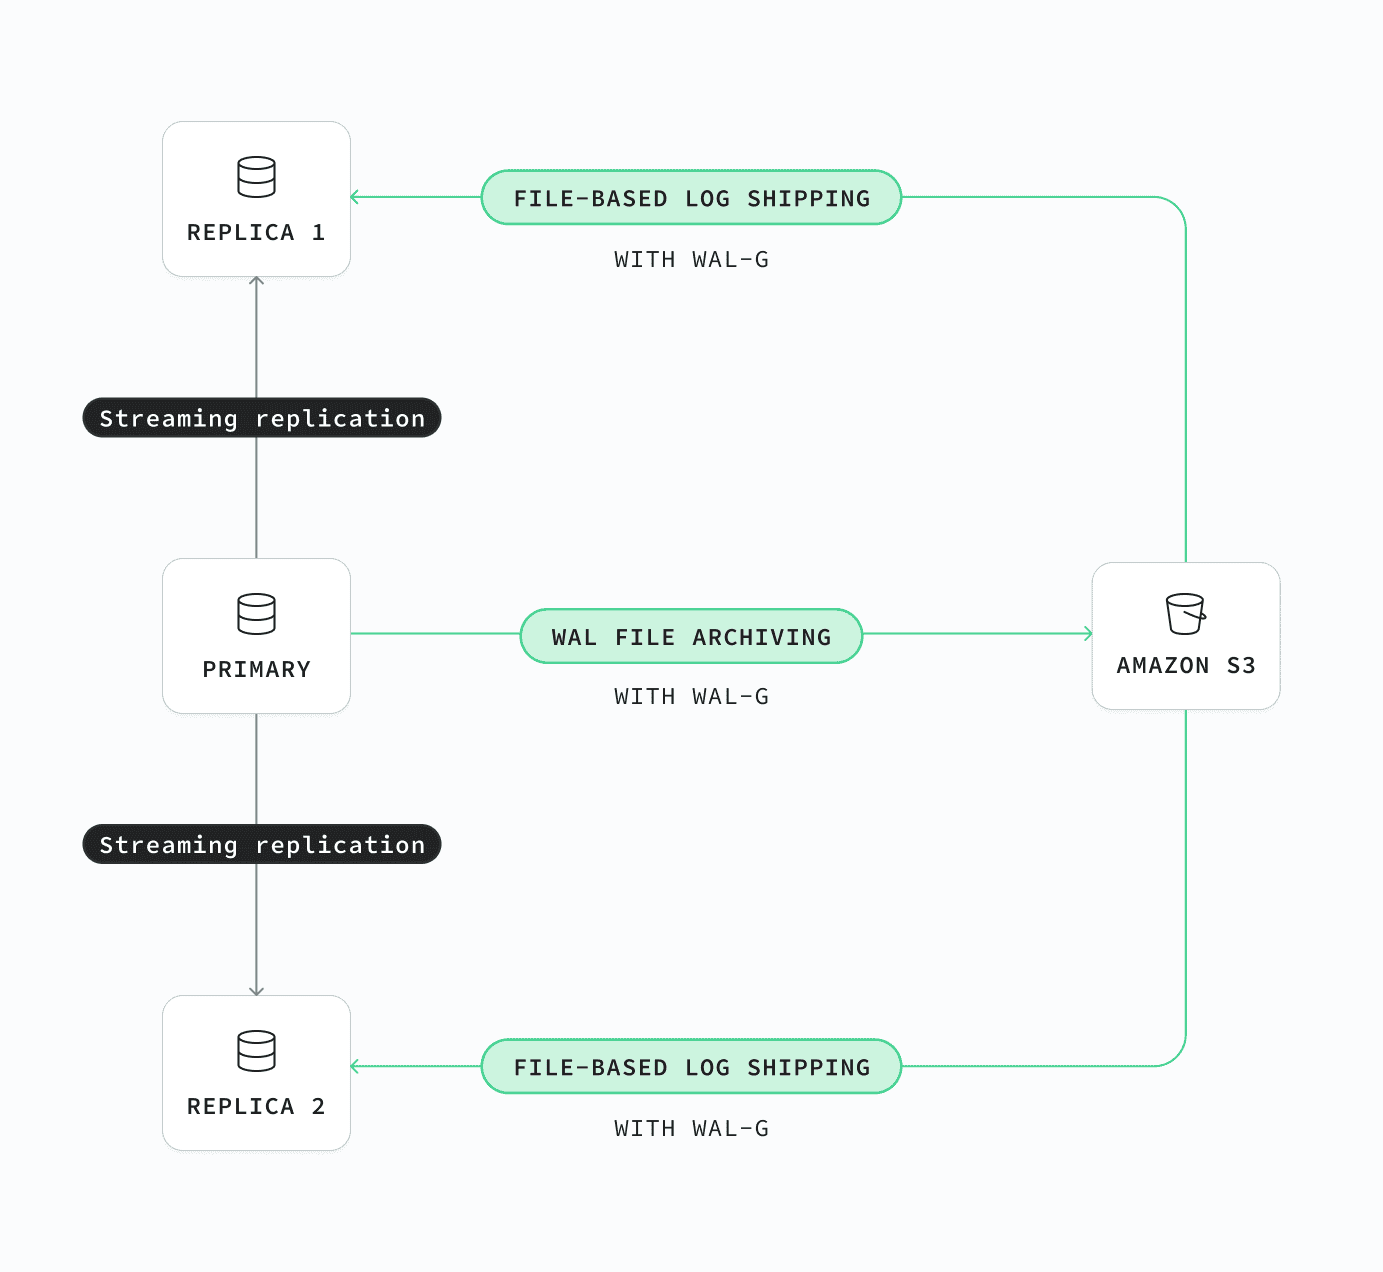 REPLICA 1
FILE-BASED LOG SHIPPING
WITH WAL-G
Streaming replication
PRIMARY
WAL FILE ARCHIVING
WITH WAL-G
AMAZON S3
Streaming replication
REPLICA 2
FILE-BASED LOG SHIPPING
WITH WAL-G